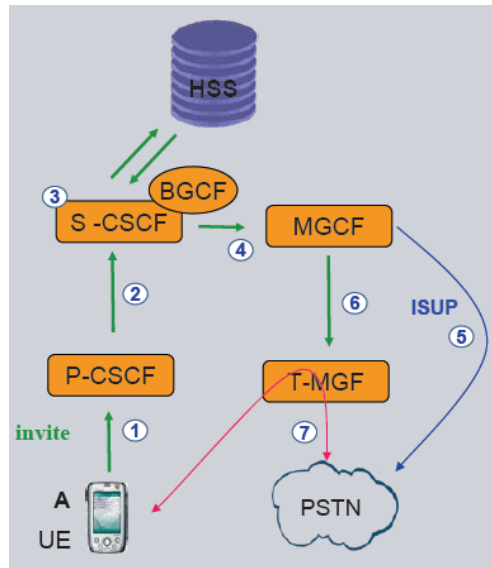 HSS
BGCF
3
S -CSCF
4
MGCF
2
6
ISUP
5
P-CSCF
T-MGF
invite
1
7
A
UE
PSTN